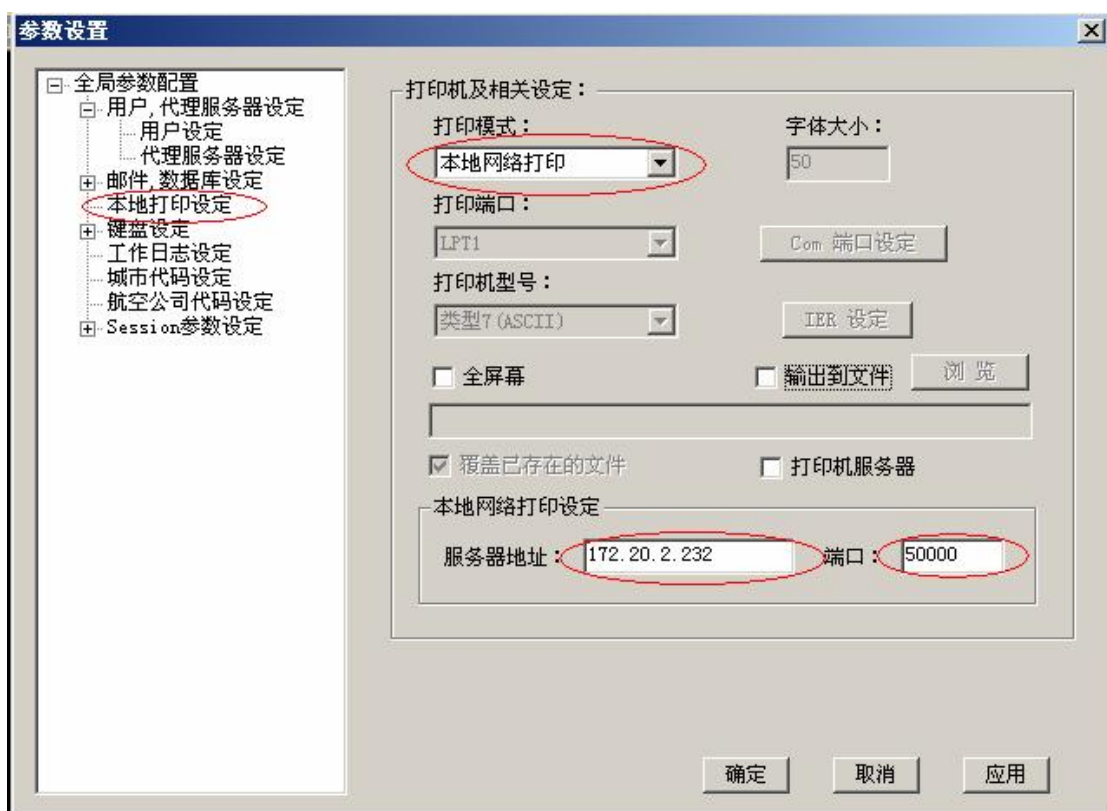 参数设置
全局参数配置
用户,代理服务器设定
用户设定
代理服务器设定
邮件,数据库设定
本地打印设定
键盘设定
工作日志设定
城市代码设定
航空公司代码设定
Session参数设定
打印机及相关设定：
打印模式： 字体大小：
本地网络打印 50
打印端口：
LPT1 Com 端口设定
打印机型号：
类型7(ASCII) IER 设定
全屏幕 输出到文件 浏览
覆盖已存在的文件 打印机服务器
本地网络打印设定
服务器地址： 172.20.2.232 端口： 50000
确定 取消 应用